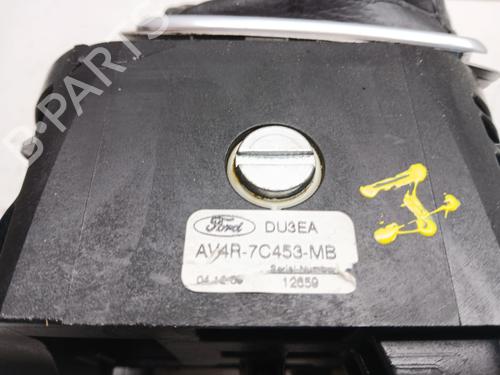 B-PARTS
Ford DU3EA
AV4R-7C453-MB
Serial-Number
04.12.09 12659